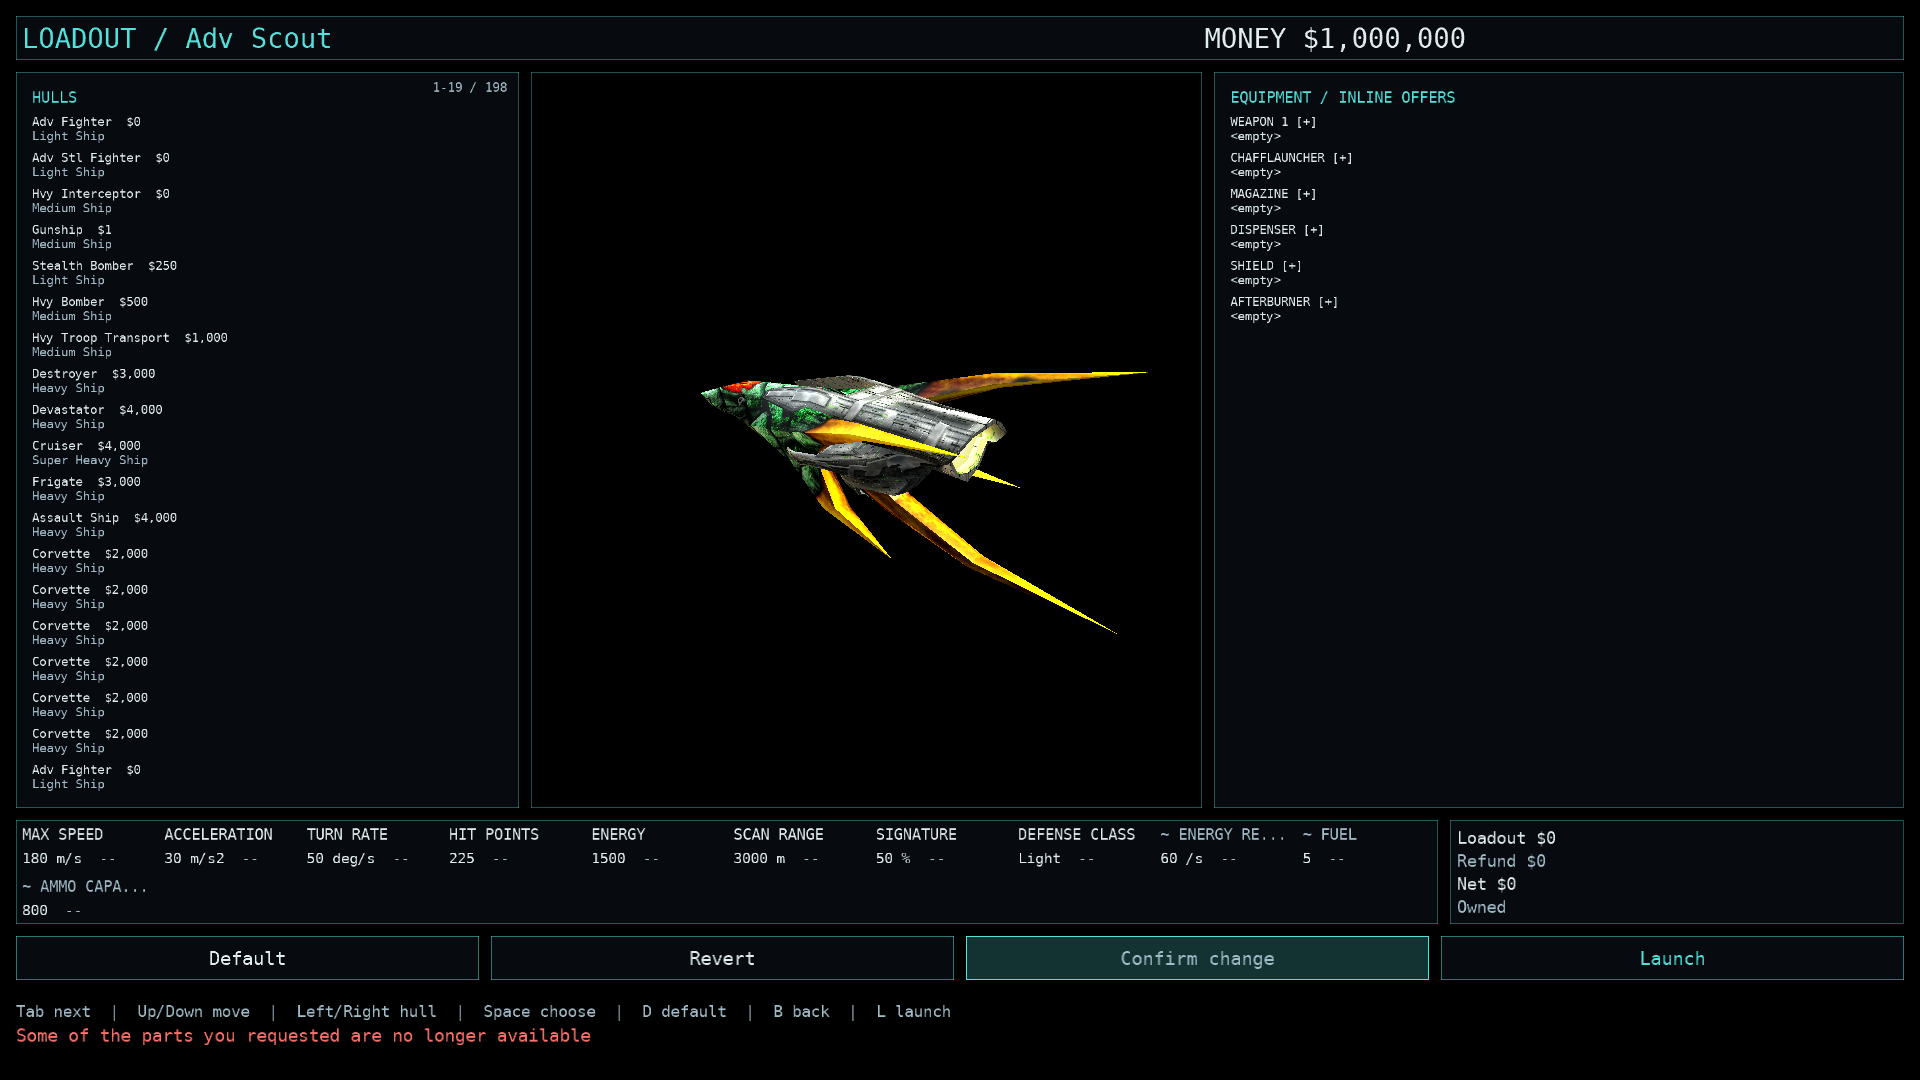 LOADOUT / Adv Scout
MONEY $1,000,000
HULLS
1-19 / 198
Adv Fighter  $0
Light Ship
Adv Stl Fighter  $0
Light Ship
Hvy Interceptor  $0
Medium Ship
Gunship  $1
Medium Ship
Stealth Bomber  $250
Light Ship
Hvy Bomber  $500
Medium Ship
Hvy Troop Transport  $1,000
Medium Ship
Destroyer  $3,000
Heavy Ship
Devastator  $4,000
Heavy Ship
Cruiser  $4,000
Super Heavy Ship
Frigate  $3,000
Heavy Ship
Assault Ship  $4,000
Heavy Ship
Corvette  $2,000
Heavy Ship
Corvette  $2,000
Heavy Ship
Corvette  $2,000
Heavy Ship
Corvette  $2,000
Heavy Ship
Corvette  $2,000
Heavy Ship
Corvette  $2,000
Heavy Ship
Adv Fighter  $0
Light Ship
EQUIPMENT / INLINE OFFERS
WEAPON 1 [+]
<empty>
CHAFFLAUNCHER [+]
<empty>
MAGAZINE [+]
<empty>
DISPENSER [+]
<empty>
SHIELD [+]
<empty>
AFTERBURNER [+]
<empty>
MAX SPEED  ACCELERATION  TURN RATE  HIT POINTS  ENERGY  SCAN RANGE  SIGNATURE  DEFENSE CLASS  ~ ENERGY RE...  ~ FUEL
180 m/s  --  30 m/s2  --  50 deg/s  --  225  --  1500  --  3000 m  --  50 %  --  Light  --  60 /s  --  5  --
~ AMMO CAPA...
800  --
Loadout $0
Refund $0
Net $0
Owned
Default
Revert
Confirm change
Launch
Tab next  |  Up/Down move  |  Left/Right hull  |  Space choose  |  D default  |  B back  |  L launch
Some of the parts you requested are no longer available